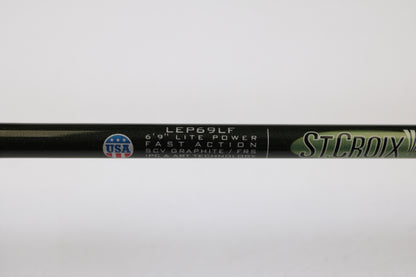 LEP69LF
6'9" LITE POWER
FAST ACTION
SCV GRAPHITE / FRS
IPC & ART TECHNOLOGY
USA
ST.CROIX